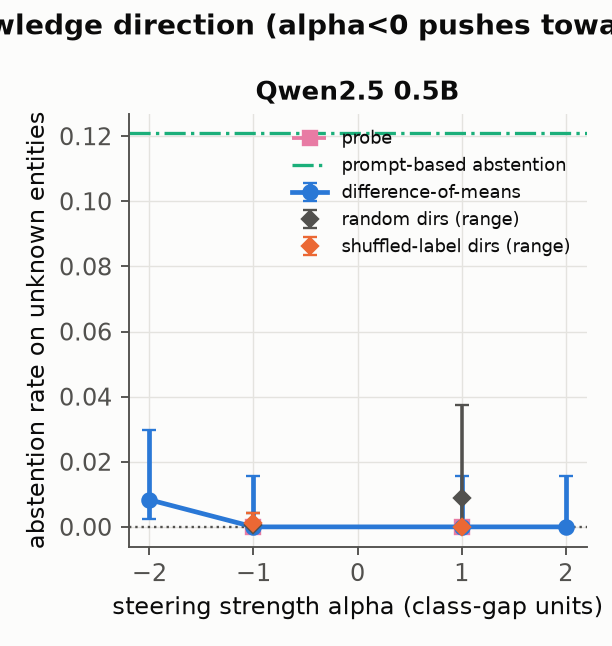 wledge direction (alpha<0 pushes towa
Qwen2.5 0.5B
abstention rate on unknown entities
0.12
0.10
0.08
0.06
0.04
0.02
0.00
probe
prompt-based abstention
difference-of-means
random dirs (range)
shuffled-label dirs (range)
−2
−1
0
1
2
steering strength alpha (class-gap units)